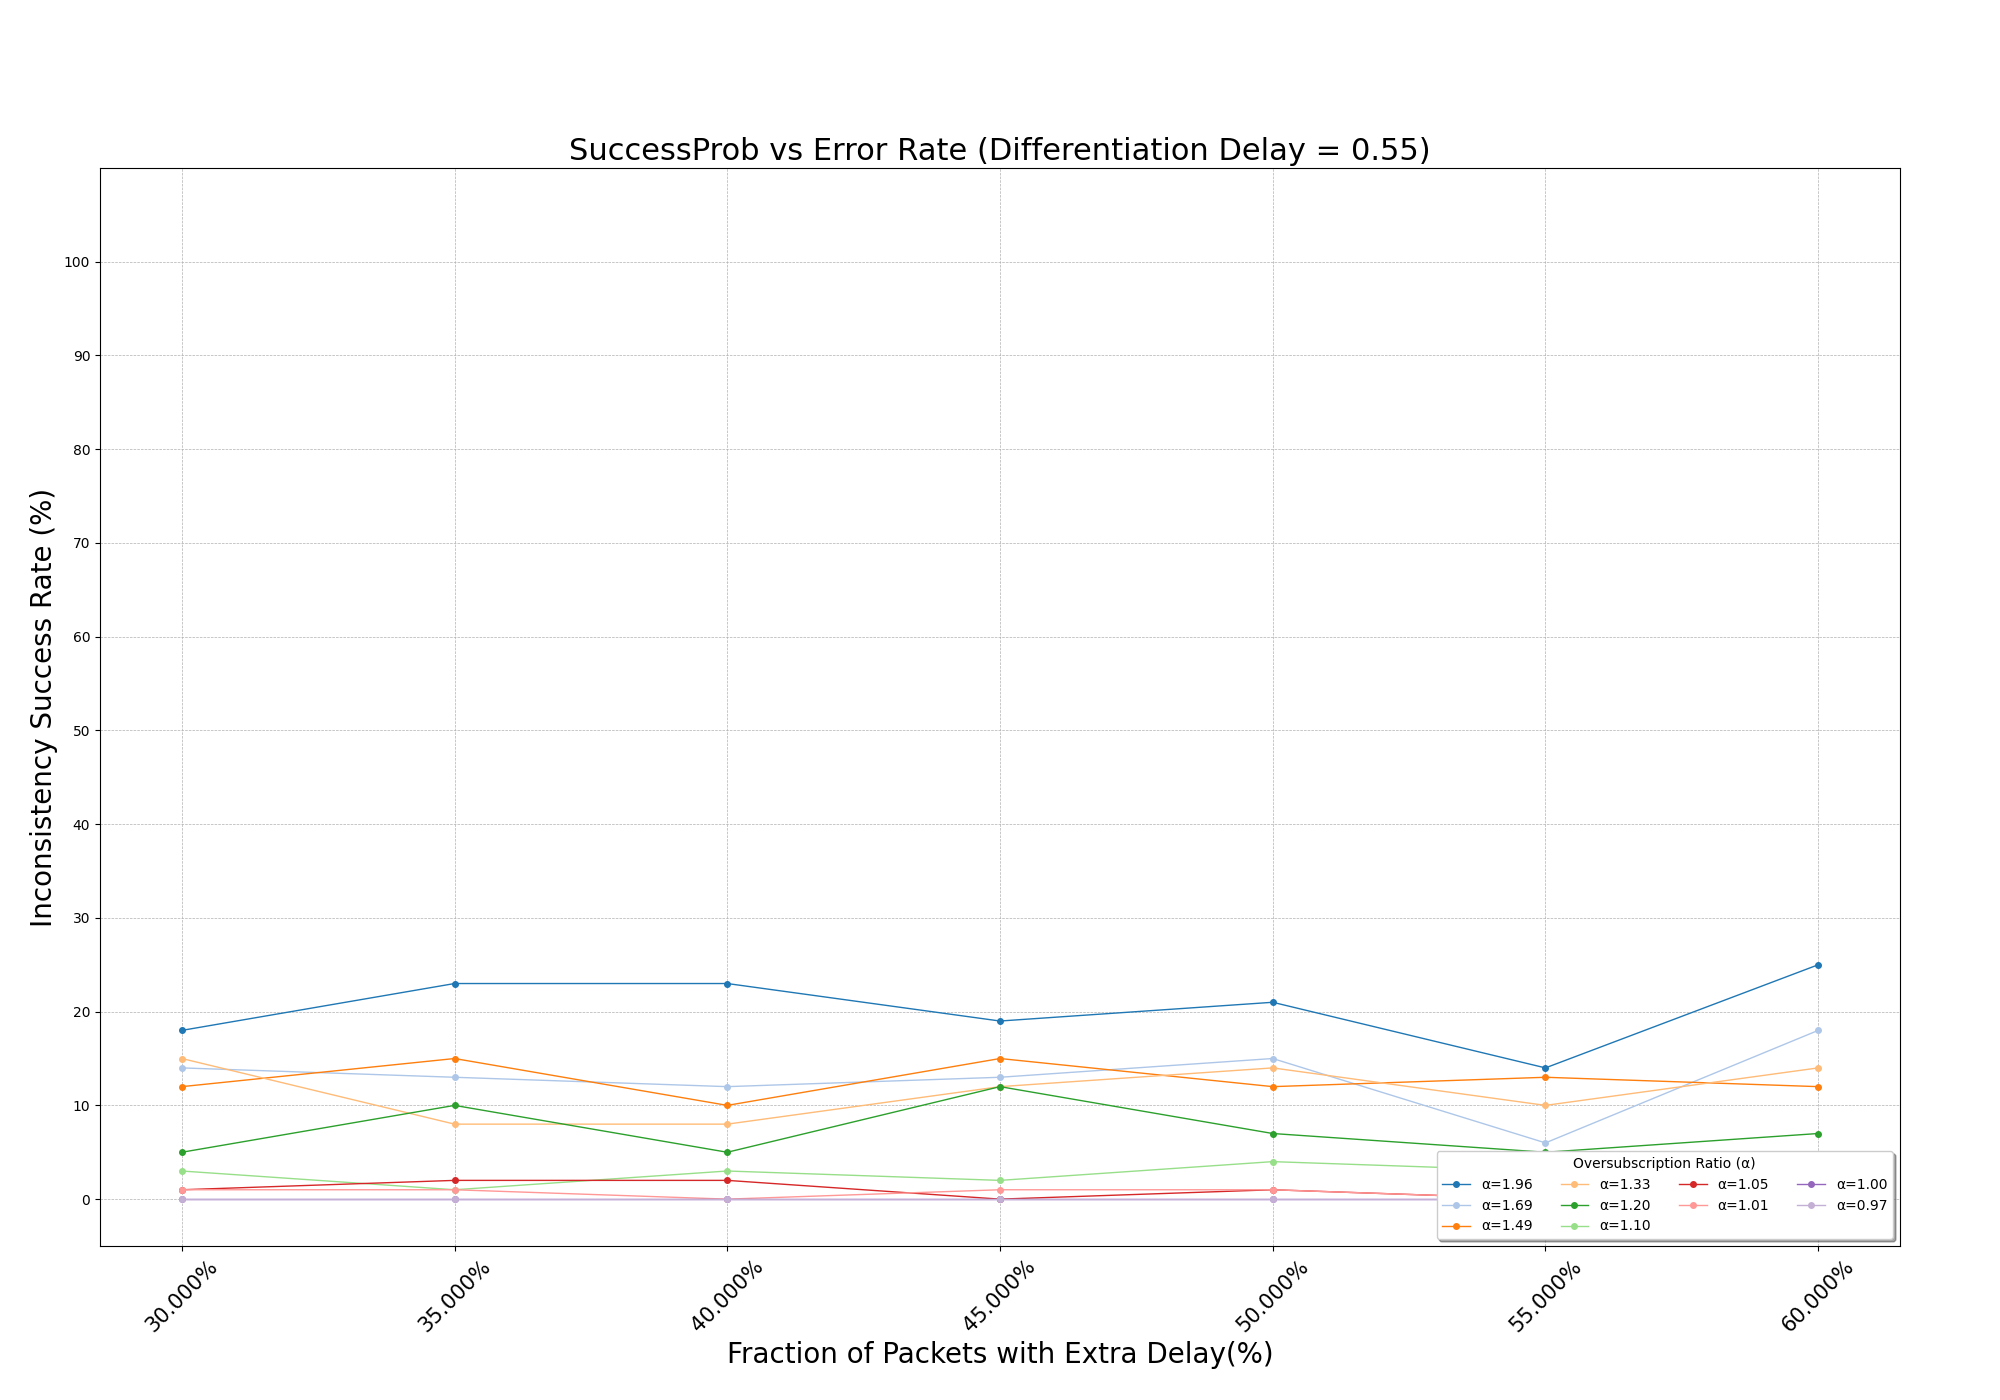 SuccessProb vs Error Rate (Differentiation Delay = 0.55)
Inconsistency Success Rate (%)
100
90
80
70
60
50
40
30
20
10
0
Oversubscription Ratio (α)
α=1.96 α=1.33 α=1.05 α=1.00
α=1.69 α=1.20 α=1.01 α=0.97
α=1.49 α=1.10
30.000% 35.000% 40.000% 45.000% 50.000% 55.000% 60.000%
Fraction of Packets with Extra Delay(%)